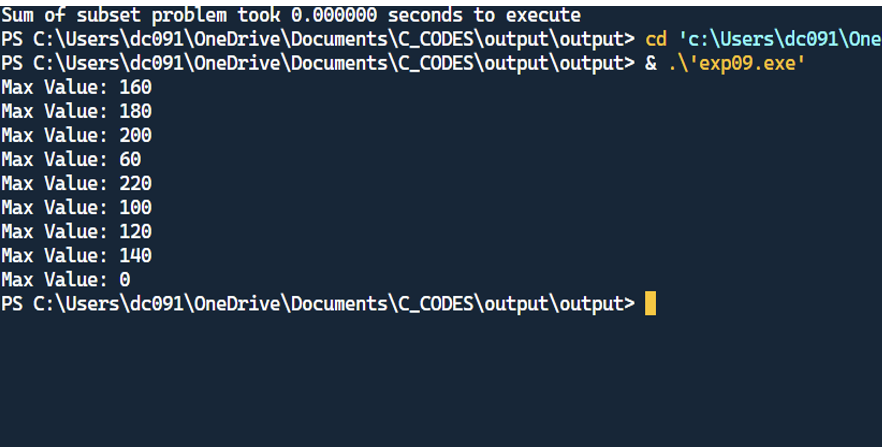 Sum of subset problem took 0.000000 seconds to execute
PS C:\Users\dc091\OneDrive\Documents\C_CODES\output\output> cd 'c:\Users\dc091\One
PS C:\Users\dc091\OneDrive\Documents\C_CODES\output\output> & .\'exp09.exe'
Max Value: 160
Max Value: 180
Max Value: 200
Max Value: 60
Max Value: 220
Max Value: 100
Max Value: 120
Max Value: 140
Max Value: 0
PS C:\Users\dc091\OneDrive\Documents\C_CODES\output\output>